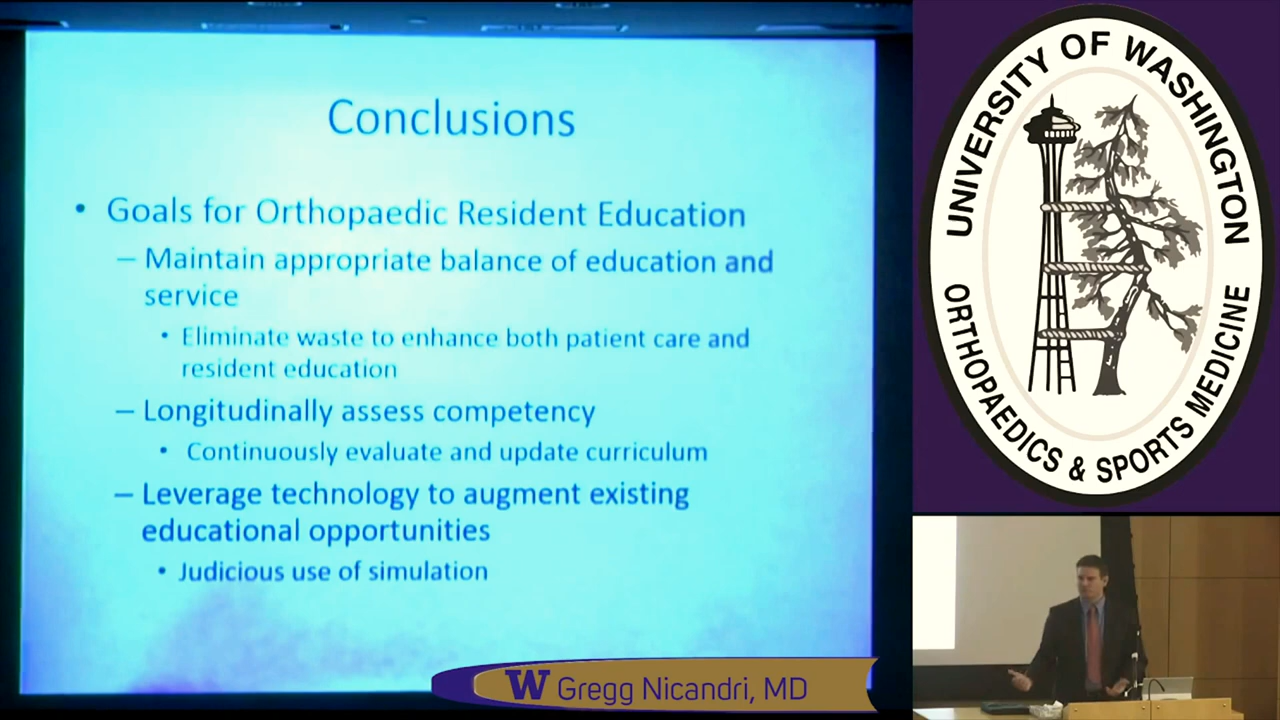 Conclusions
• Goals for Orthopaedic Resident Education
– Maintain appropriate balance of education and
service
• Eliminate waste to enhance both patient care and
resident education
– Longitudinally assess competency
• Continuously evaluate and update curriculum
– Leverage technology to augment existing
educational opportunities
• Judicious use of simulation
W Gregg Nicandri, MD
UNIVERSITY OF WASHINGTON
ORTHOPAEDICS & SPORTS MEDICINE